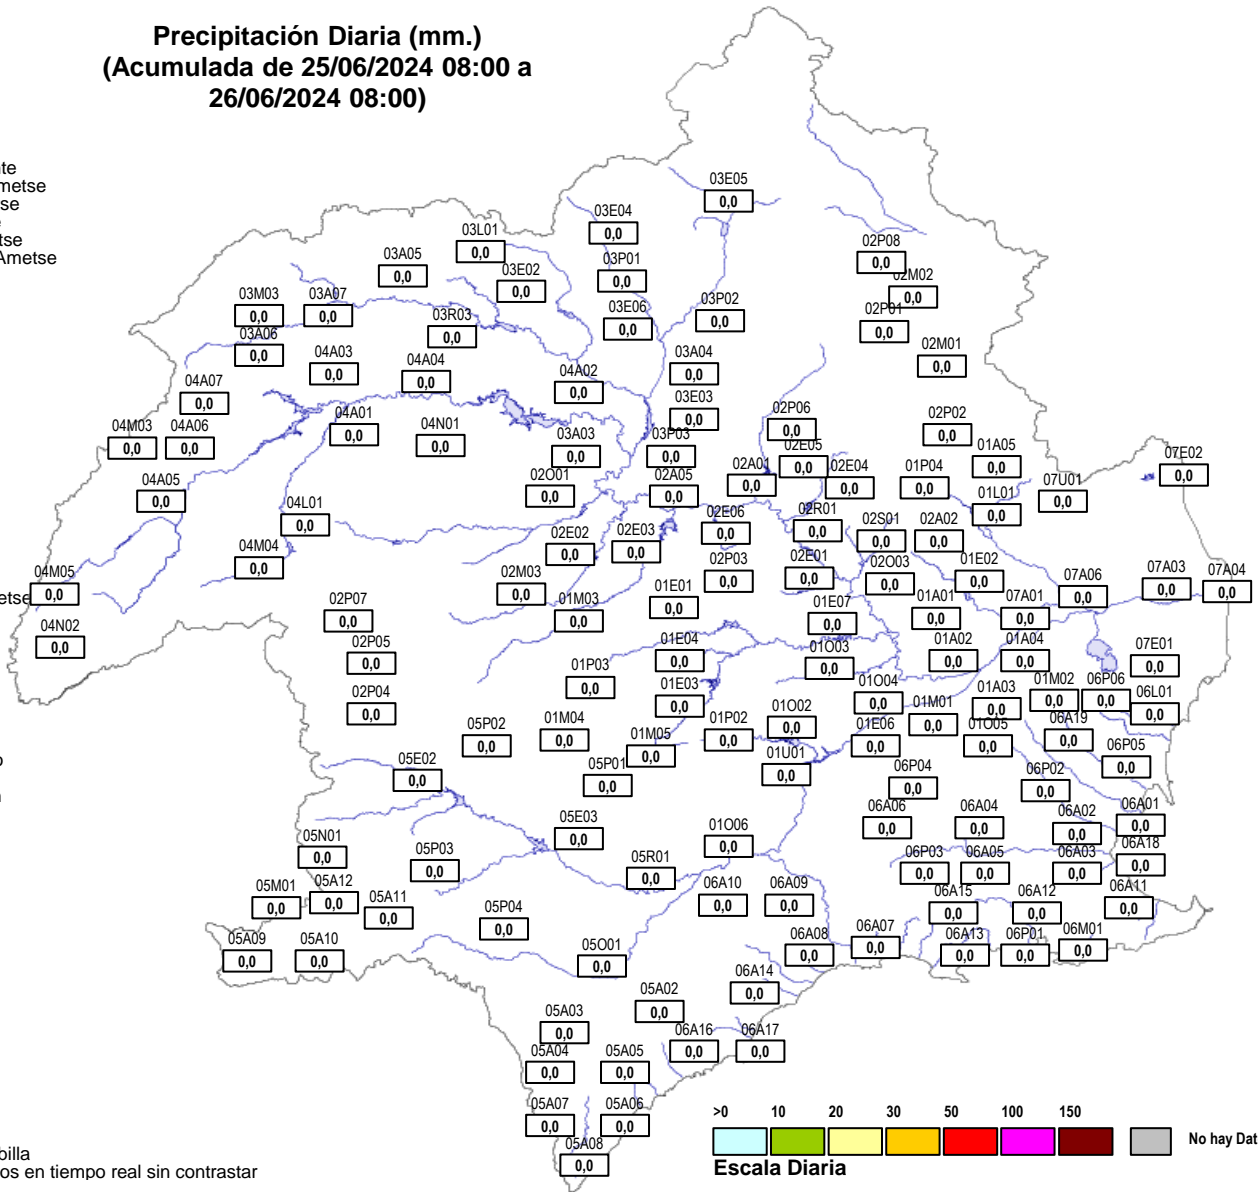 Precipitación Diaria (mm.)
(Acumulada de 25/06/2024 08:00 a
26/06/2024 08:00)
03E05
0,0
03E04
0,0
03L01
0,0
02P08
0,0
03A05
0,0
03P01
0,0
03E02
0,0
02M02
0,0
03M03
0,0
03A07
0,0
03P02
0,0
03E06
0,0
02P01
0,0
03R03
0,0
03A06
0,0
04A03
0,0
04A04
0,0
03A04
0,0
02M01
0,0
04A02
0,0
04A07
0,0
03E03
0,0
04A01
0,0
02P06
0,0
02P02
0,0
04M03
0,0
04A06
0,0
04N01
0,0
03A03
0,0
03P03
0,0
02E05
0,0
01A05
0,0
07E02
0,0
02O01
0,0
02A05
0,0
02A01
0,0
02E04
0,0
01P04
0,0
07U01
0,0
04A05
0,0
01L01
0,0
04L01
0,0
02E06
0,0
02R01
0,0
02S01
0,0
02A02
0,0
02E02
0,0
02E03
0,0
04M04
0,0
02P03
0,0
02E01
0,0
02O03
0,0
01E02
0,0
04M05
0,0
02M03
0,0
07A06
0,0
07A03
0,0
07A04
0,0
02P07
0,0
01M03
0,0
01E01
0,0
01E07
0,0
01A01
0,0
07A01
0,0
04N02
0,0
02P05
0,0
01E04
0,0
01O03
0,0
01A02
0,0
01A04
0,0
07E01
0,0
01P03
0,0
02P04
0,0
01E03
0,0
01O04
0,0
01A03
0,0
01M02
0,0
06P06
0,0
06L01
0,0
05P02
0,0
01M04
0,0
01P02
0,0
01O02
0,0
01M01
0,0
01E06
0,0
01O05
0,0
06A19
0,0
01M05
0,0
01U01
0,0
06P05
0,0
05E02
0,0
05P01
0,0
06P04
0,0
06P02
0,0
05E03
0,0
01O06
0,0
06A06
0,0
06A04
0,0
06A02
0,0
06A01
0,0
05N01
0,0
05P03
0,0
05R01
0,0
06P03
0,0
06A05
0,0
06A03
0,0
06A18
0,0
05M01
0,0
05A12
0,0
05A11
0,0
06A10
0,0
06A09
0,0
06A15
0,0
06A12
0,0
06A11
0,0
05P04
0,0
05A09
0,0
05A10
0,0
05O01
0,0
06A08
0,0
06A07
0,0
06A13
0,0
06P01
0,0
06M01
0,0
06A14
0,0
05A02
0,0
05A03
0,0
06A16
0,0
06A17
0,0
05A04
0,0
05A05
0,0
05A07
0,0
05A06
0,0
05A08
0,0
>0 10 20 30 50 100 150
No hay Dat
Escala Diaria
os en tiempo real sin contrastar